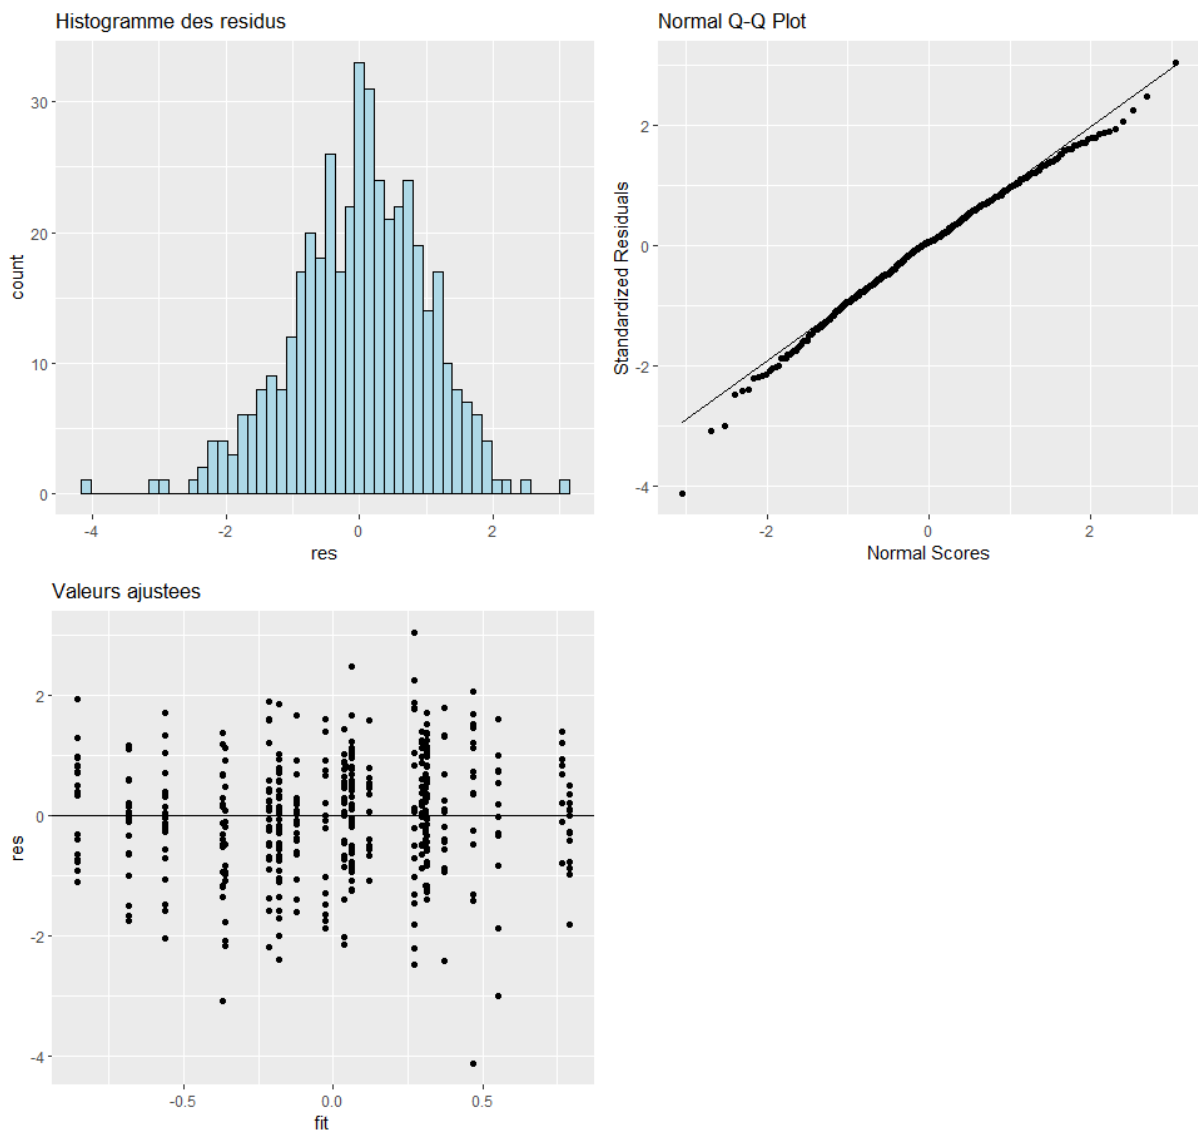 Histogramme des residus
count
30
20
10
0
-4
-2
0
2
res
Normal Q-Q Plot
Standardized Residuals
2
0
-2
-4
-2
0
2
Normal Scores
Valeurs ajustees
res
2
0
-2
-4
-0.5
0.0
0.5
fit